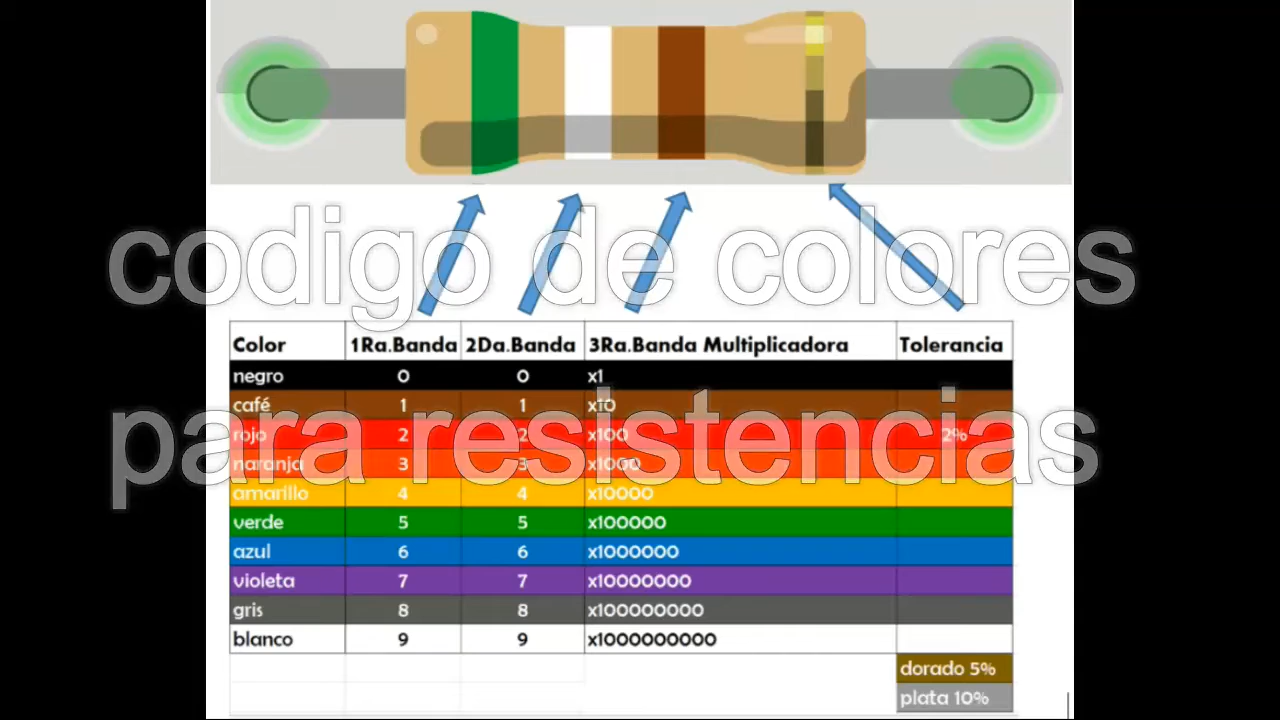 codigo de colores
para resistencias
Color 1Ra.Banda 2Da.Banda 3Ra.Banda Multiplicadora Tolerancia
negro 0 0 x1
café 1 1 x10
rojo 2 2 x100 2%
naranja 3 3 x1000
amarillo 4 4 x10000
verde 5 5 x100000
azul 6 6 x1000000
violeta 7 7 x10000000
gris 8 8 x100000000
blanco 9 9 x1000000000
dorado 5%
plata 10%